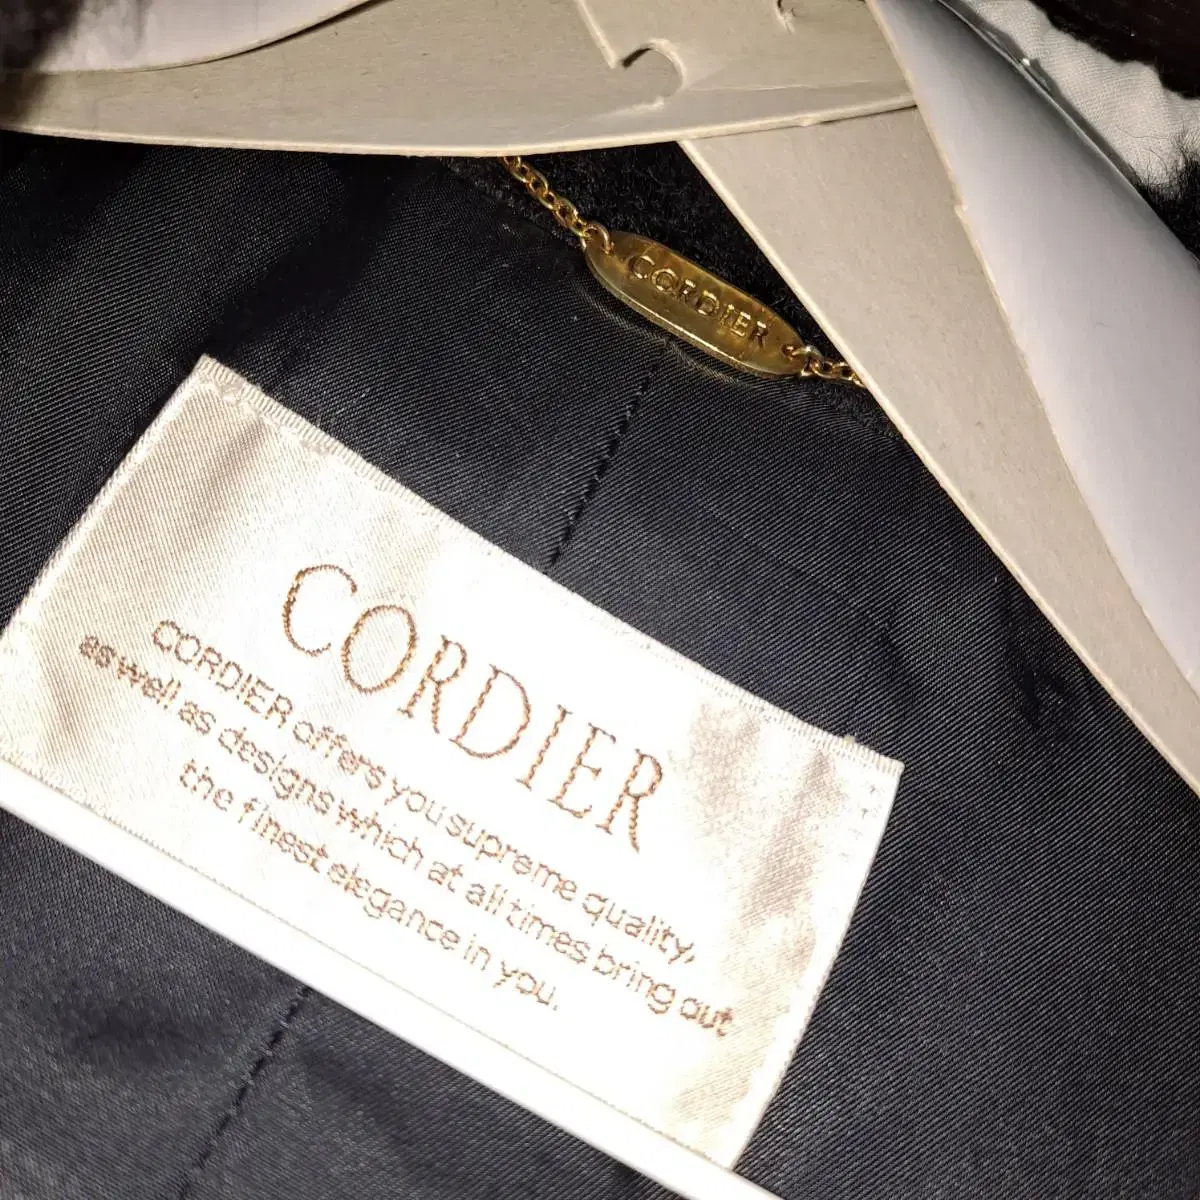 CORDIER
CORDIER
CORDIER offers you supreme quality,
as well as designs which at all times bring out
the finest elegance in you.